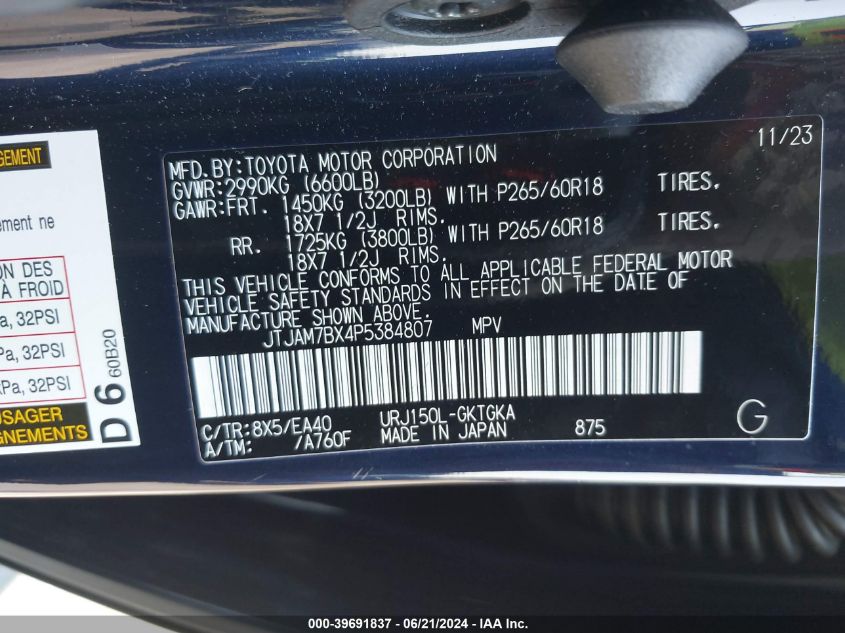 GEMENT
ement ne
ON DES
À FROID
a, 32PSI
Pa, 32PSI
kPa, 32PSI
USAGER
GNEMENTS
D 6 60B20
11/23
MFD.BY:TOYOTA MOTOR CORPORATION
GVWR:2990KG (6600LB)
GAWR:FRT. 1450KG (3200LB) WITH P265/60R18 TIRES.
18X7 1/2J RIMS.
RR. 1725KG (3800LB) WITH P265/60R18 TIRES.
18X7 1/2J RIMS.
THIS VEHICLE CONFORMS TO ALL APPLICABLE FEDERAL MOTOR
VEHICLE SAFETY STANDARDS IN EFFECT ON THE DATE OF
MANUFACTURE SHOWN ABOVE.
JTJAM7BX4P5384807 MPV
C/TR:8X5/EA40 URJ150L-GKTGKA
A/TM: 7A760F MADE IN JAPAN 875 G
000-39691837 - 06/21/2024 - IAA Inc.